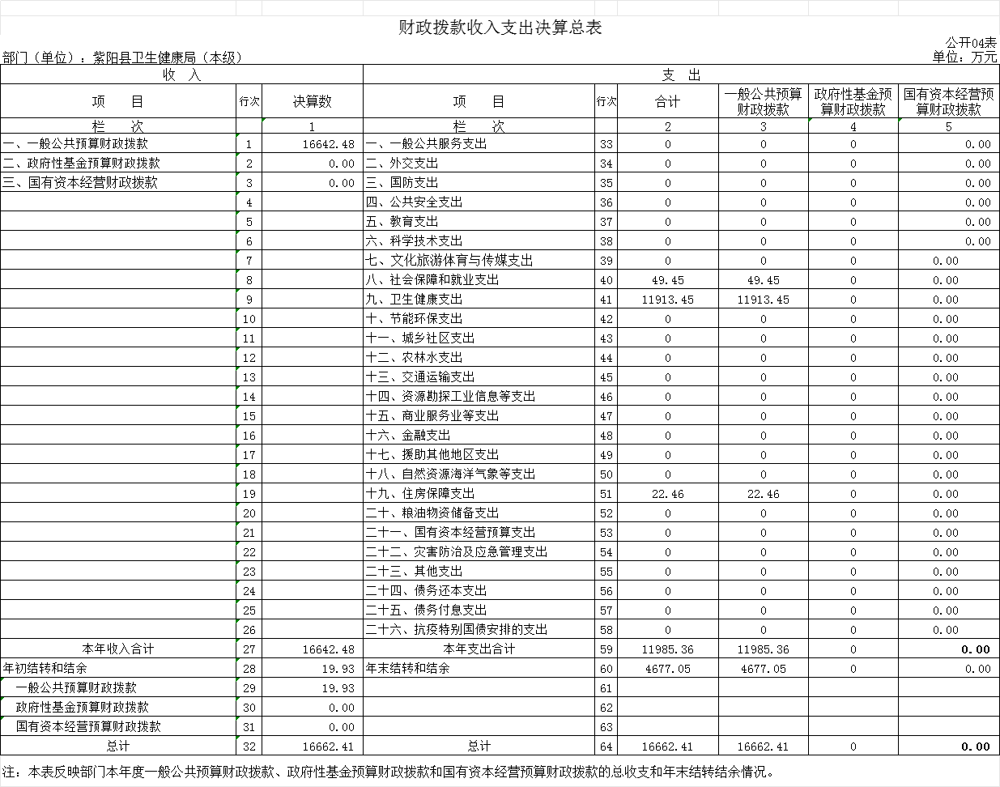 财政拨款收入支出决算总表
公开04表
部门（单位）：紫阳县卫生健康局（本级） 单位：万元
收 入 支 出
项 目 行次 决算数 项 目 行次 合计 一般公共预算财政拨款 政府性基金预算财政拨款 国有资本经营预算财政拨款
栏 次 1 栏 次 2 3 4 5
一、一般公共预算财政拨款 1 16642.48 一、一般公共服务支出 33 0 0 0 0.00
二、政府性基金预算财政拨款 2 0.00 二、外交支出 34 0 0 0 0.00
三、国有资本经营财政拨款 3 0.00 三、国防支出 35 0 0 0 0.00
4 四、公共安全支出 36 0 0 0 0.00
5 五、教育支出 37 0 0 0 0.00
6 六、科学技术支出 38 0 0 0 0.00
7 七、文化旅游体育与传媒支出 39 0 0 0 0.00
8 八、社会保障和就业支出 40 49.45 49.45 0 0.00
9 九、卫生健康支出 41 11913.45 11913.45 0 0.00
10 十、节能环保支出 42 0 0 0 0.00
11 十一、城乡社区支出 43 0 0 0 0.00
12 十二、农林水支出 44 0 0 0 0.00
13 十三、交通运输支出 45 0 0 0 0.00
14 十四、资源勘探工业信息等支出 46 0 0 0 0.00
15 十五、商业服务业等支出 47 0 0 0 0.00
16 十六、金融支出 48 0 0 0 0.00
17 十七、援助其他地区支出 49 0 0 0 0.00
18 十八、自然资源海洋气象等支出 50 0 0 0 0.00
19 十九、住房保障支出 51 22.46 22.46 0 0.00
20 二十、粮油物资储备支出 52 0 0 0 0.00
21 二十一、国有资本经营预算支出 53 0 0 0 0.00
22 二十二、灾害防治及应急管理支出 54 0 0 0 0.00
23 二十三、其他支出 55 0 0 0 0.00
24 二十四、债务还本支出 56 0 0 0 0.00
25 二十五、债务付息支出 57 0 0 0 0.00
26 二十六、抗疫特别国债安排的支出 58 0 0 0 0.00
本年收入合计 27 16642.48 本年支出合计 59 11985.36 11985.36 0 0.00
年初结转和结余 28 19.93 年末结转和结余 60 4677.05 4677.05 0 0.00
一般公共预算财政拨款 29 19.93 61
政府性基金预算财政拨款 30 0.00 62
国有资本经营预算财政拨款 31 0.00 63
总计 32 16662.41 总计 64 16662.41 16662.41 0 0.00
注：本表反映部门本年度一般公共预算财政拨款、政府性基金预算财政拨款和国有资本经营预算财政拨款的总收支和年末结转结余情况。